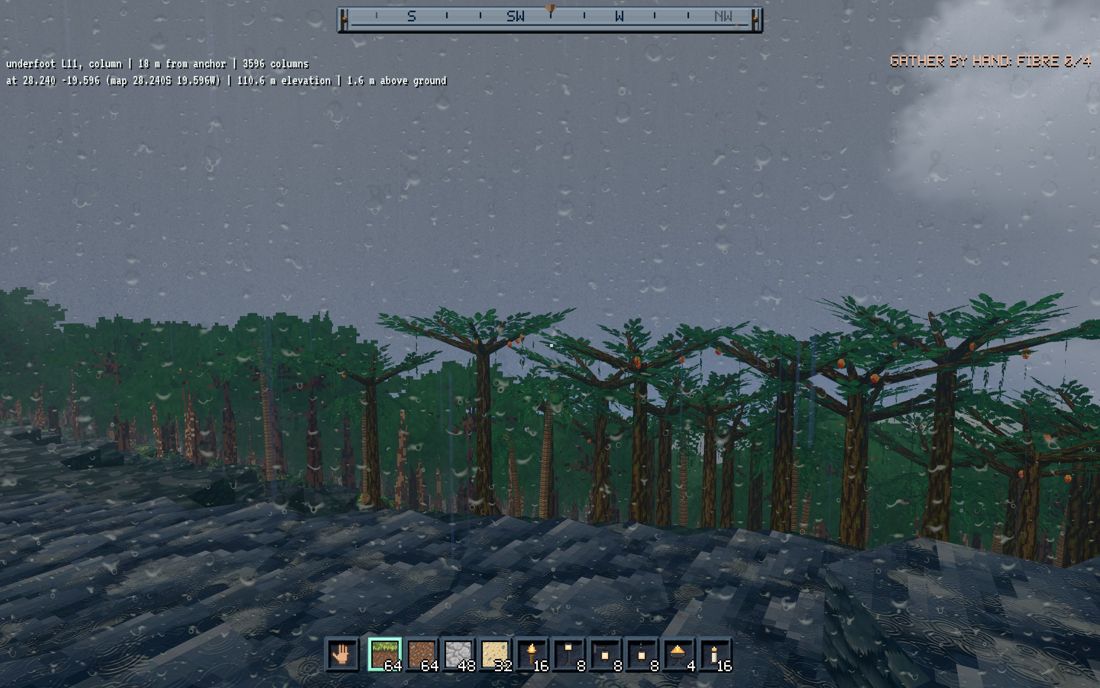 S SW W NW
underfoot L11, column | 18 m from anchor | 3596 columns
at 28.240 -19.596 (map 28.240S 19.596W) | 110.6 m elevation | 1.6 m above ground
GATHER BY HAND: FIBRE 0/4
64 64 48 32 16 8 8 8 4 16